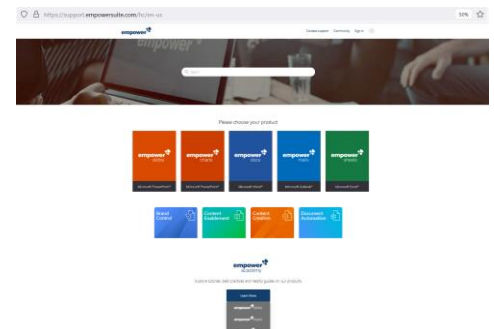 https://support.empowersuite.com/hc/en-us
50%
empower
Contact support Community Sign in
empower
Search
Please choose your product
empower slides
empower charts
empower docs
empower mails
empower sheets
Microsoft PowerPoint®
Microsoft PowerPoint®
Microsoft Word®
Microsoft Outlook®
Microsoft Excel®
Brand Control
Content Enablement
Content Creation
Document Automation
empower academy
Learn More
empower
empower